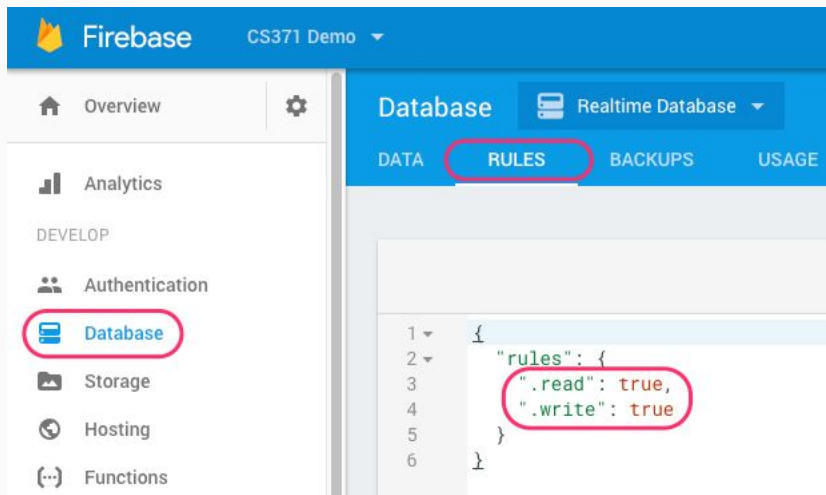 Firebase CS371 Demo
Overview
Analytics
DEVELOP
Authentication
Database
Storage
Hosting
Functions
Database Realtime Database
DATA RULES BACKUPS USAGE
1 {
2 "rules": {
3 ".read": true,
4 ".write": true
5 }
6 }